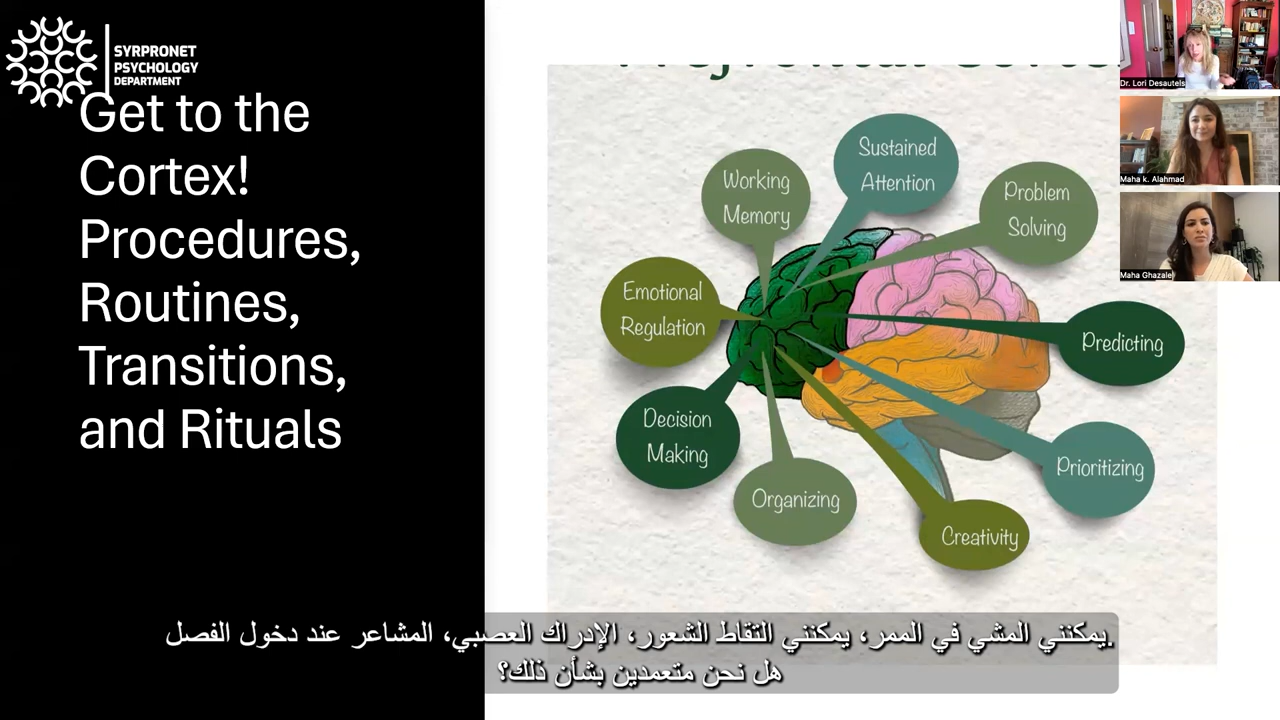 SYRPRONET
PSYCHOLOGY
DEPARTMENT
Get to the
Cortex!
Procedures,
Routines,
Transitions,
and Rituals
Working
Memory
Sustained
Attention
Problem
Solving
Emotional
Regulation
Predicting
Decision
Making
Prioritizing
Organizing
Creativity
Dr. Lori Desautels
Maha k. Alahmad
Maha Ghazale
يمكنني المشي في الممر، يمكنني التقاط الشعور، الإدراك العصبي، المشاعر عند دخول الفصل.
هل نحن متعمدين بشأن ذلك؟